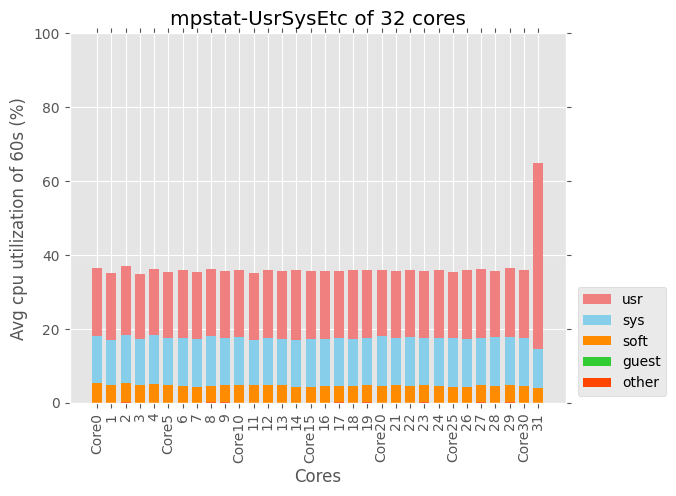 mpstat-UsrSysEtc of 32 cores
Avg cpu utilization of 60s (%)
100
80
60
40
20
0
Core0
1
2
3
4
Core5
6
7
8
9
Core10
11
12
13
14
Core15
16
17
18
19
Core20
21
22
23
24
Core25
26
27
28
29
Core30
31
Cores
usr
sys
soft
guest
other